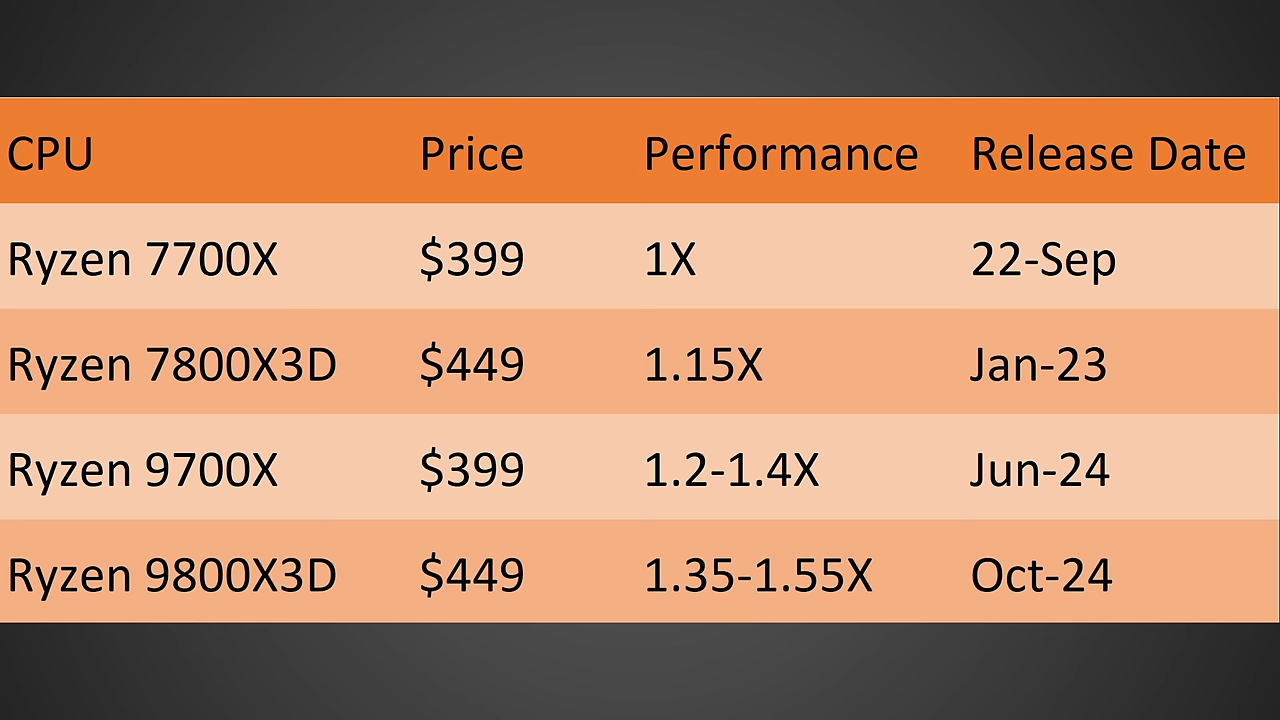 CPU Price Performance Release Date
Ryzen 7700X $399 1X 22-Sep
Ryzen 7800X3D $449 1.15X Jan-23
Ryzen 9700X $399 1.2-1.4X Jun-24
Ryzen 9800X3D $449 1.35-1.55X Oct-24